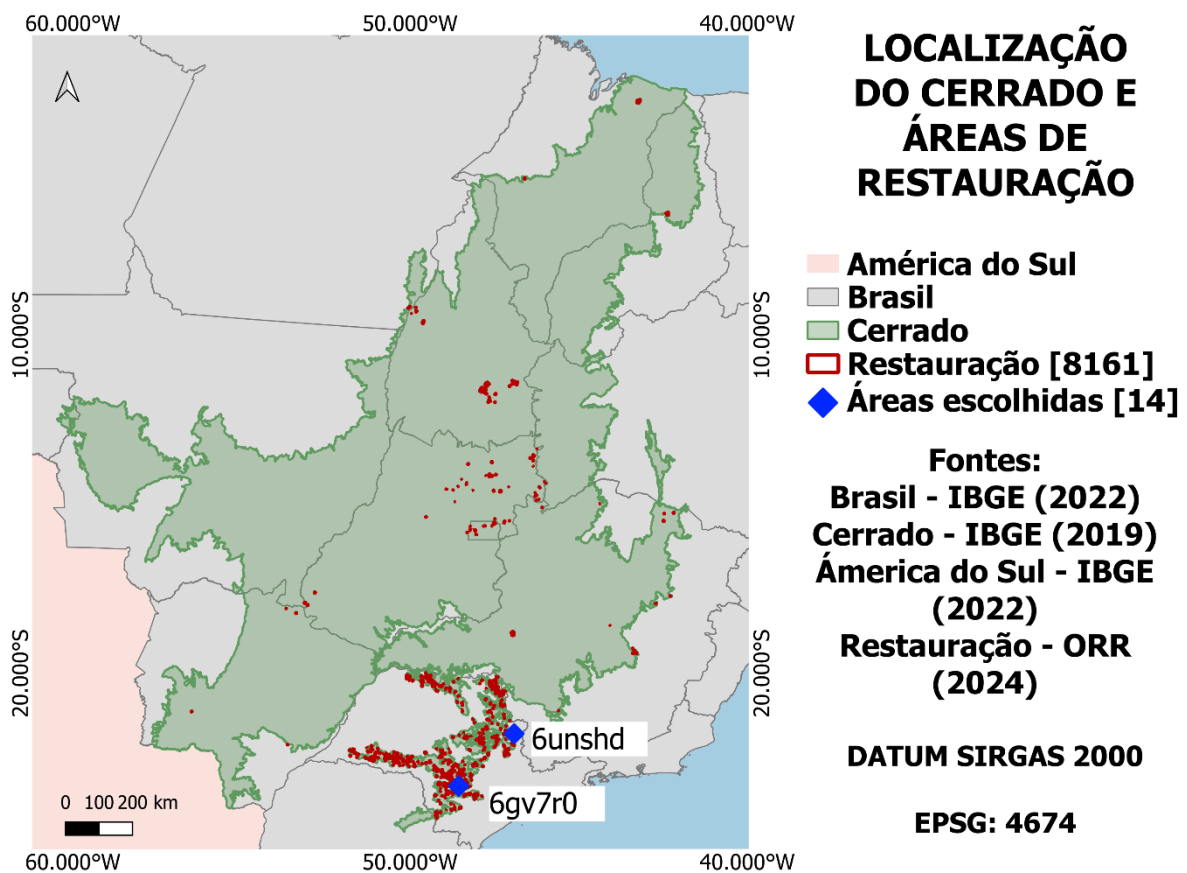 60.000°W 50.000°W 40.000°W
LOCALIZAÇÃO
DO CERRADO E
ÁREAS DE
RESTAURAÇÃO
América do Sul
Brasil
Cerrado
Restauração [8161]
Áreas escolhidas [14]
10.000°S 10.000°S
Fontes:
Brasil - IBGE (2022)
Cerrado - IBGE (2019)
Ámerica do Sul - IBGE
(2022)
Restauração - ORR
(2024)
20.000°S 20.000°S
6unshd
6gv7r0
DATUM SIRGAS 2000
EPSG: 4674
0 100 200 km
60.000°W 50.000°W 40.000°W